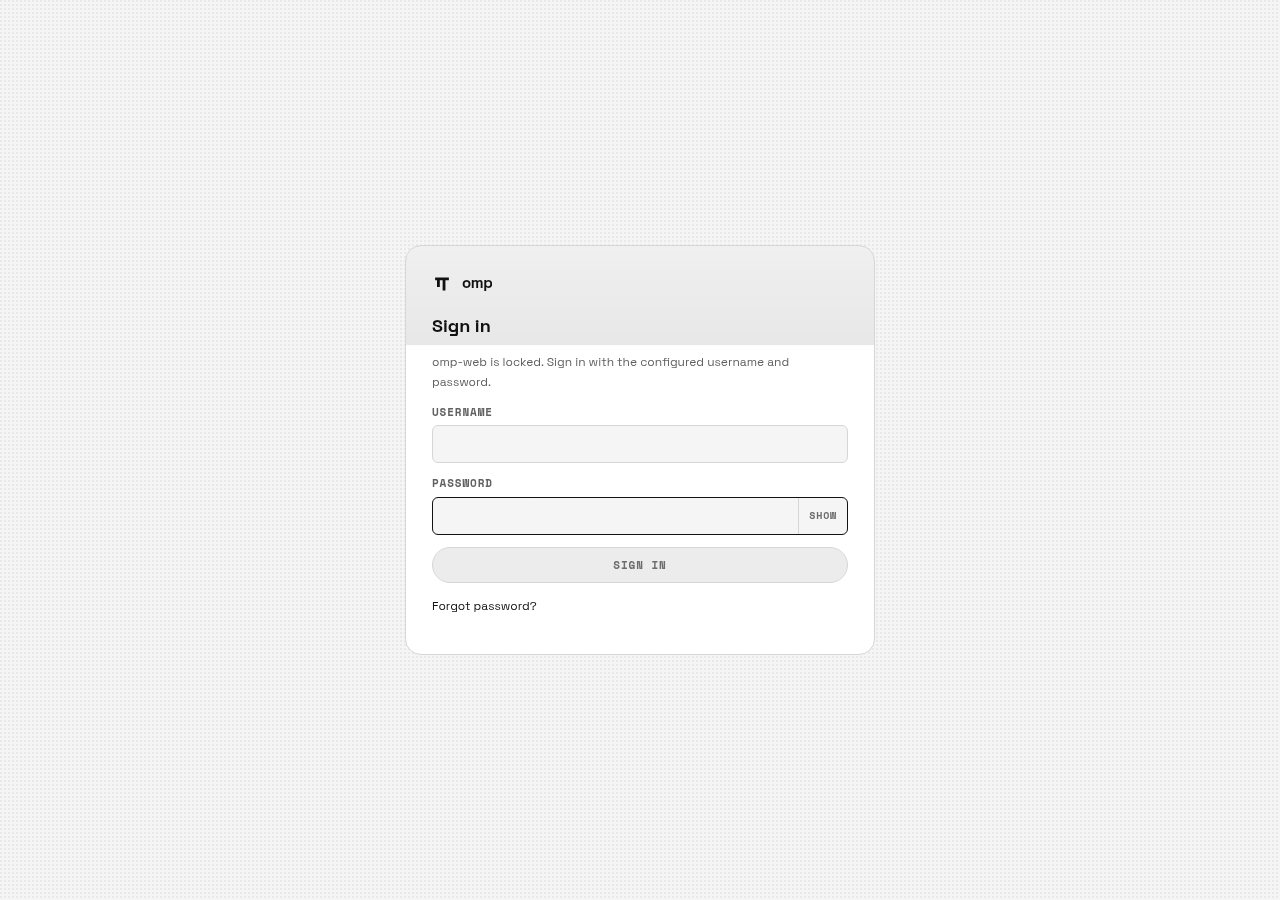 omp
Sign in
omp-web is locked. Sign in with the configured username and
password.
USERNAME
PASSWORD
SHOW
SIGN IN
Forgot password?